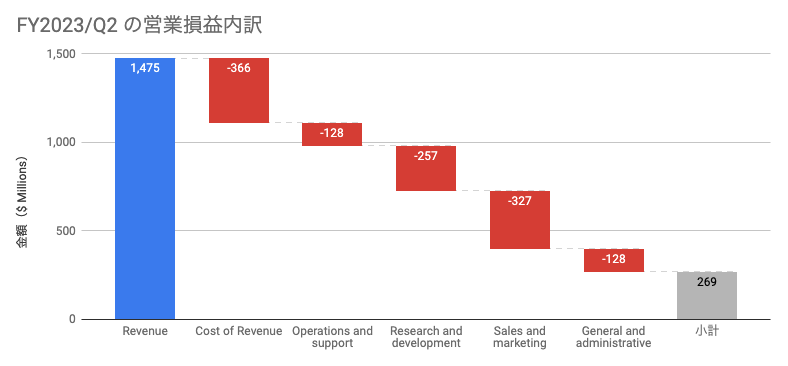 FY2023/Q2 の営業損益内訳
金額（$ Millions）
1,500
1,000
500
0
1,475
-366
-128
-257
-327
-128
269
Revenue
Cost of Revenue
Operations and
support
Research and
development
Sales and
marketing
General and
administrative
小計